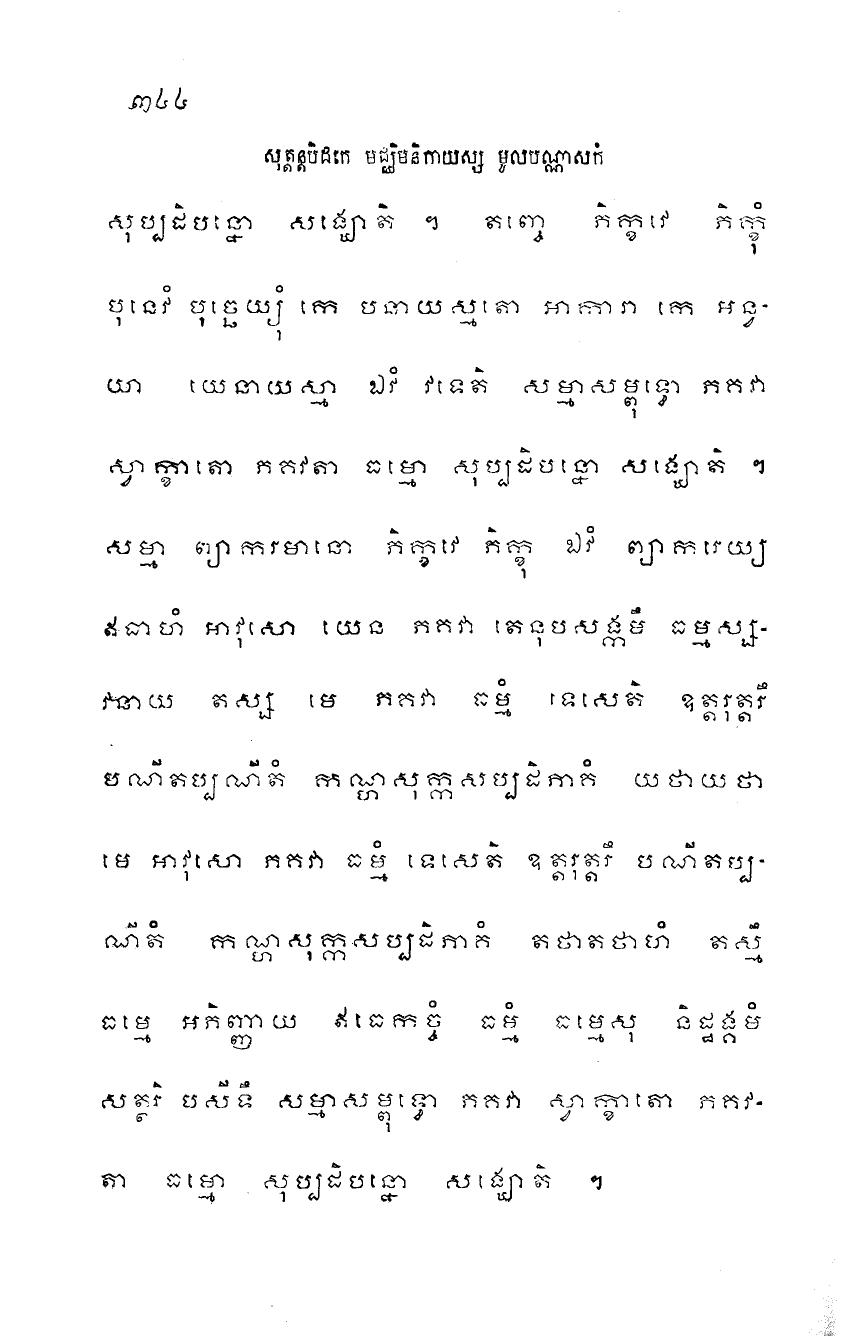 ៣៤៤
សុត្តន្តបិដកេ មជ្ឈិមនិកាយស្ស មូលបណ្ណាសកំ
សុប្បដិបន្នោ សង្ឃោតិ ។ តញ្ចេ ភិក្ខវេ ភិក្ខុំ
បុនេវំ បុច្ឆេយ្យុំ កេ បនាយស្មតោ អាការា កេ អន្វ-
យា យេនាយស្មា ឯវំ វទេតិ សម្មាសម្ពុទ្ធោ ភគវា
ស្វាក្ខាតោ ភគវតា ធម្មោ សុប្បដិបន្នោ សង្ឃោតិ ។
សម្មា ព្យាករមានោ ភិក្ខវេ ភិក្ខុ ឯវំ ព្យាករេយ្យ
ឥធាហំ អាវុសោ យេន ភគវា តេនុបសង្កមឹ ធម្មស្ស-
វនាយ តស្ស មេ ភគវា ធម្មំ ទេសេតិ ឧត្តរុត្តរឹ
បណីតប្បណីតំ កណ្ហសុក្កសប្បដិភាគំ យថាយថា
មេ អាវុសោ ភគវា ធម្មំ ទេសេតិ ឧត្តរុត្តរឹ បណីតប្ប-
ណីតំ កណ្ហសុក្កសប្បដិភាគំ តថាតថាហំ តស្មឹ
ធម្មេ អភិញ្ញាយ ឥធេកច្ចំ ធម្មំ ធម្មេសុ និដ្ឋង្គមំ
សត្ថរិ បសីទឹ សម្មាសម្ពុទ្ធោ ភគវា ស្វាក្ខាតោ ភគវ-
តា ធម្មោ សុប្បដិបន្នោ សង្ឃោតិ ។